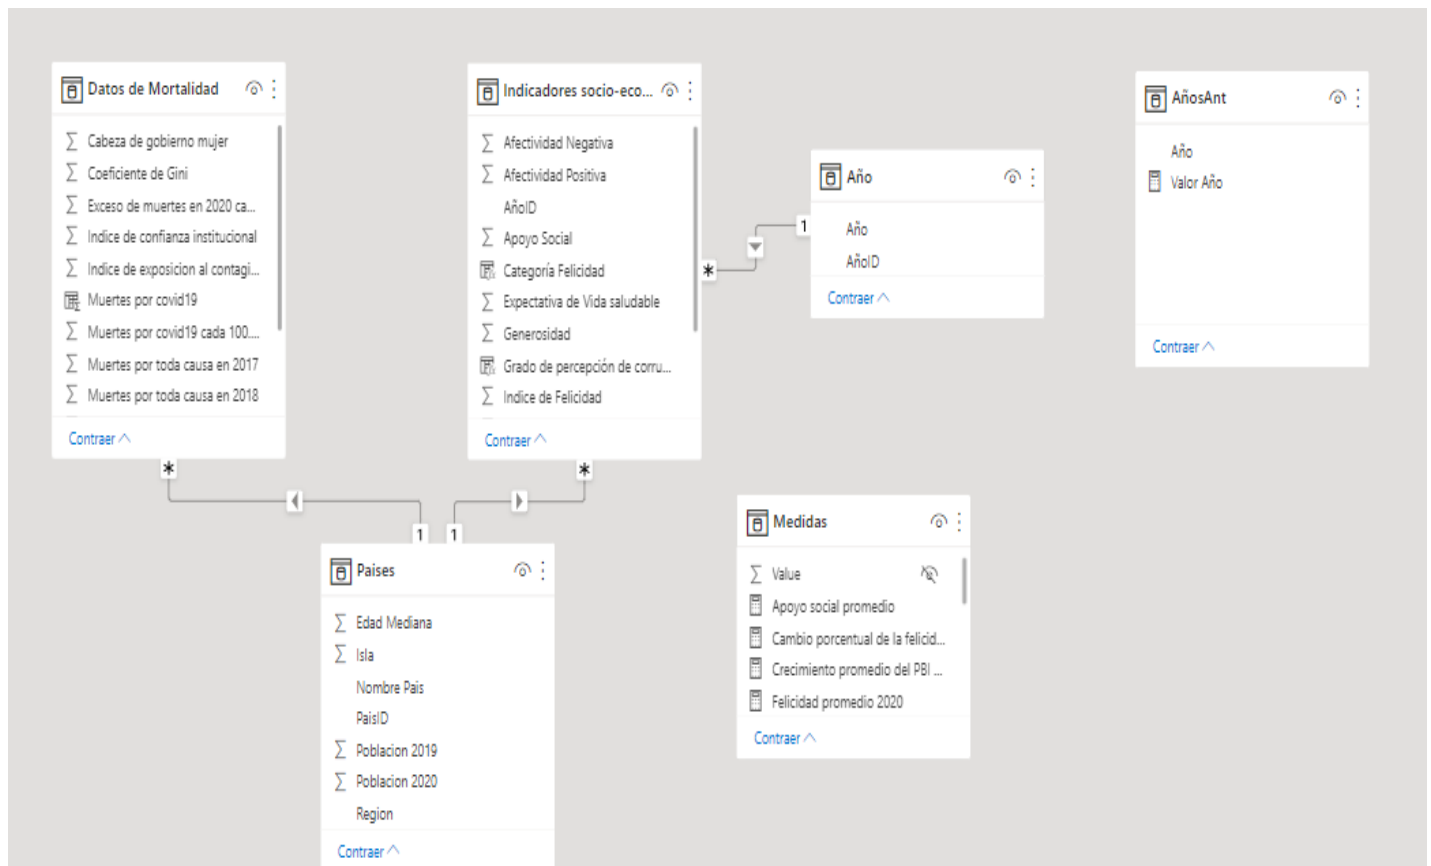 Datos de Mortalidad
Cabeza de gobierno mujer
Coeficiente de Gini
Exceso de muertes en 2020 ca...
Indice de confianza institucional
Indice de exposicion al contagi...
Muertes por covid19
Muertes por covid19 cada 100....
Muertes por toda causa en 2017
Muertes por toda causa en 2018
Contraer
Indicadores socio-eco...
Afectividad Negativa
Afectividad Positiva
AñoID
Apoyo Social
Categoría Felicidad
Expectativa de Vida saludable
Generosidad
Grado de percepción de corru...
Indice de Felicidad
Contraer
Año
Año
AñoID
Contraer
AñosAnt
Año
Valor Año
Contraer
1
*
*
*
1
1
Paises
Edad Mediana
Isla
Nombre Pais
PaisID
Poblacion 2019
Poblacion 2020
Region
Contraer
Medidas
Value
Apoyo social promedio
Cambio porcentual de la felicid...
Crecimiento promedio del PBI ...
Felicidad promedio 2020
Contraer